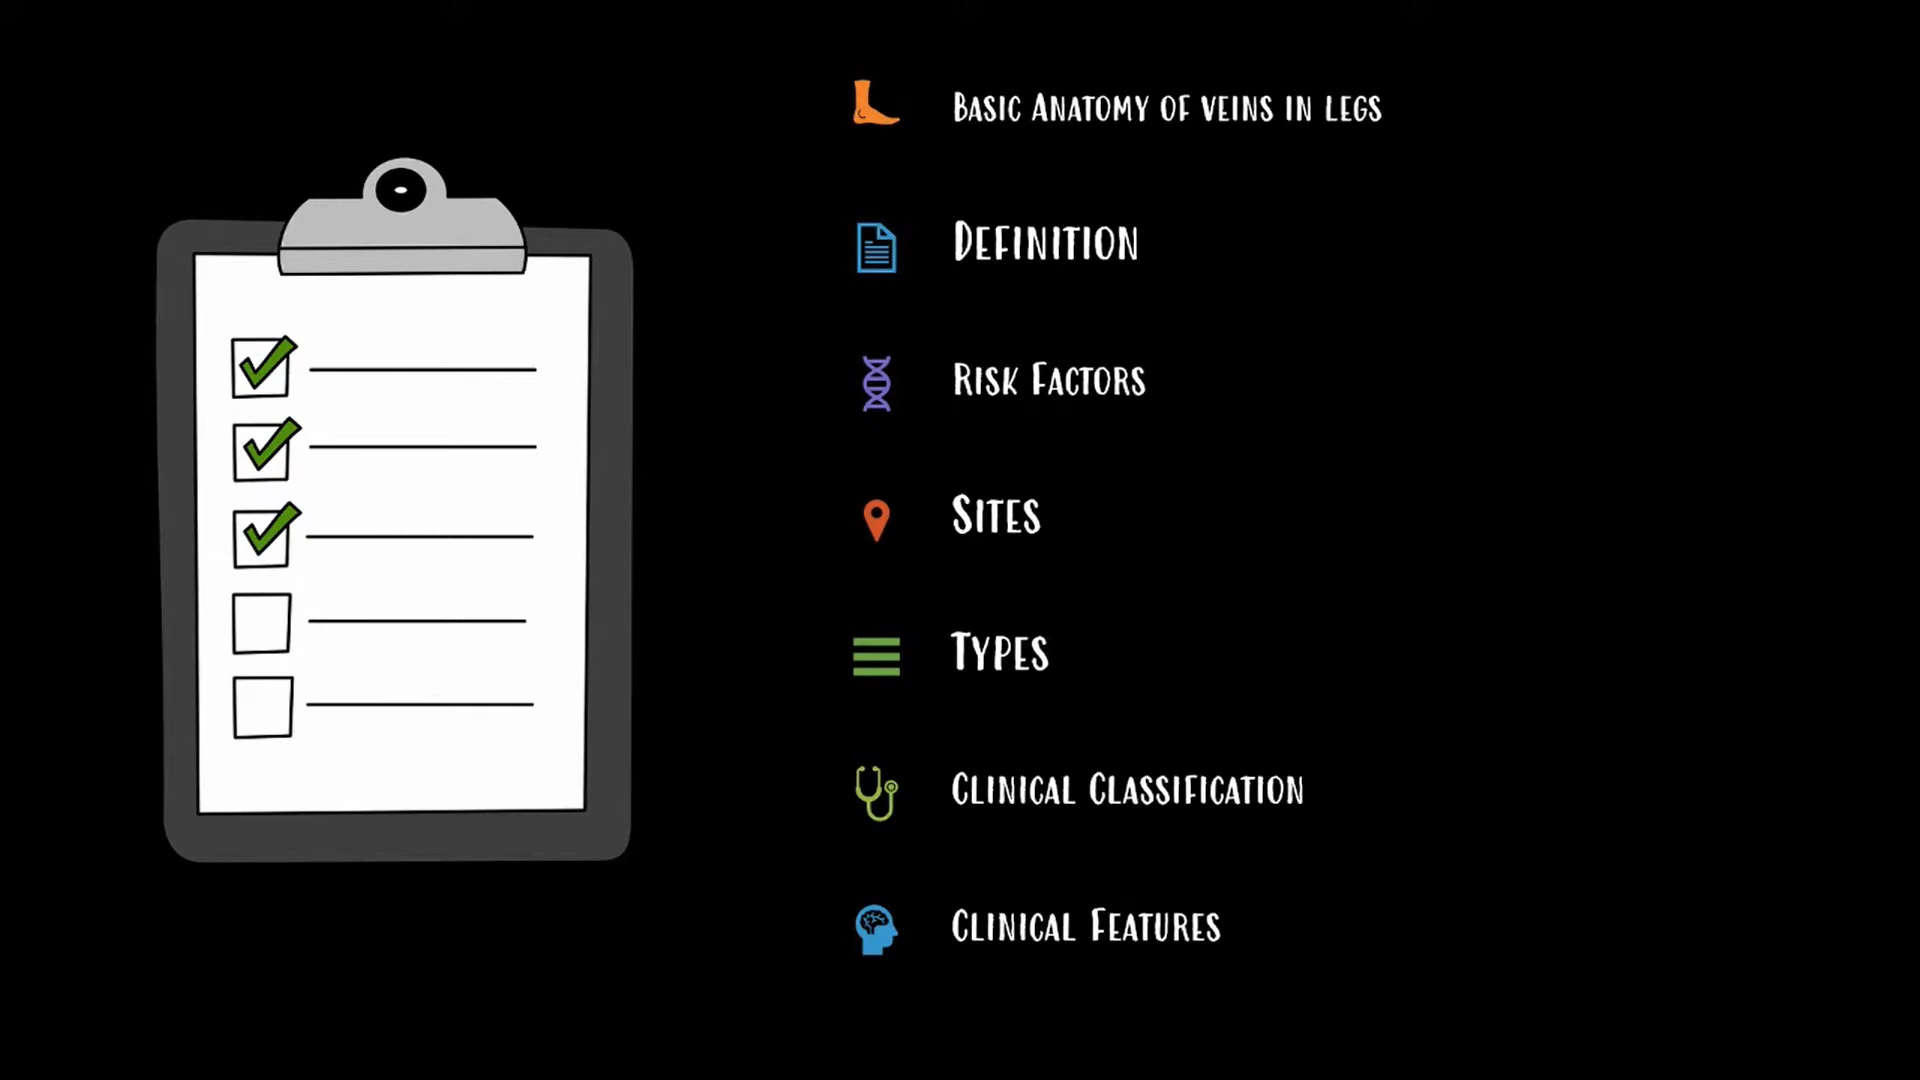 Basic Anatomy of veins in legs
Definition
Risk Factors
Sites
Types
Clinical Classification
Clinical Features